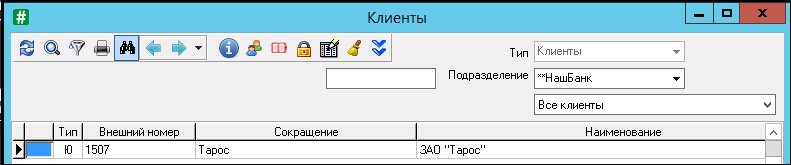 Клиенты
Тип Клиенты
Подразделение **НашБанк
Все клиенты
Тип Внешний номер Сокращение Наименование
Ю 1507 Тарос ЗАО "Тарос"